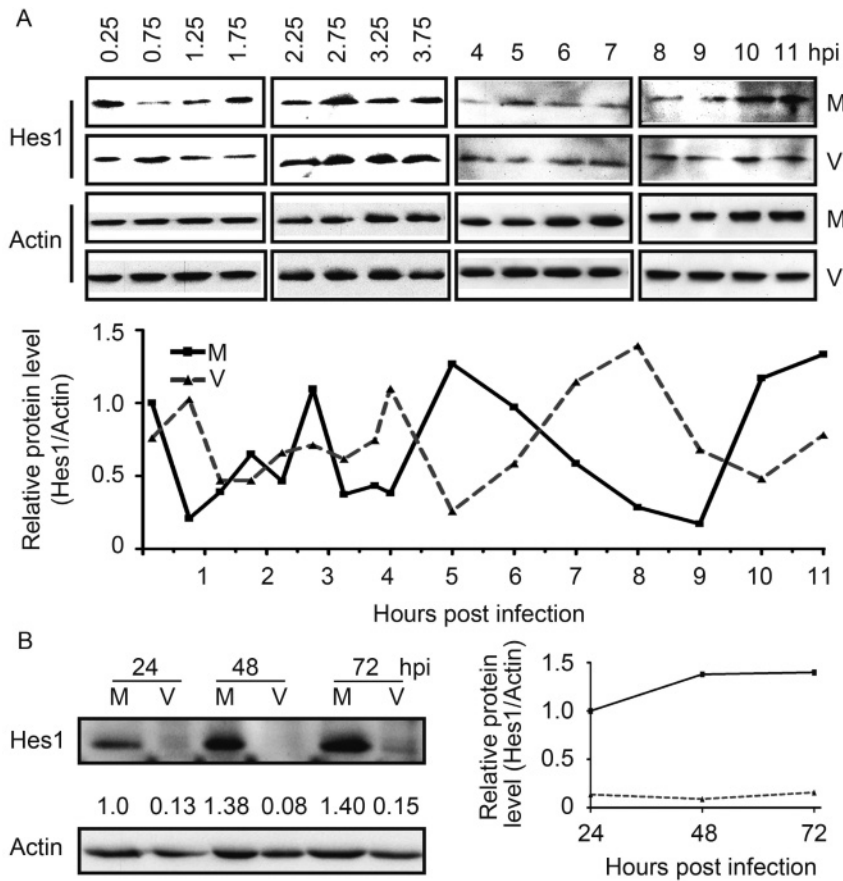 A
0.25 0.75 1.25 1.75 2.25 2.75 3.25 3.75 4 5 6 7 8 9 10 11 hpi
Hes1
M
V
Actin
M
V
Relative protein level
(Hes1/Actin)
1.5
1.0
0.5
0
M
V
1 2 3 4 5 6 7 8 9 10 11
Hours post infection
B
24 48 72 hpi
M V M V M V
Hes1
1.0 0.13 1.38 0.08 1.40 0.15
Actin
Relative protein
level (Hes1/Actin)
1.5
1.0
1.5
0
24 48 72
Hours post infection